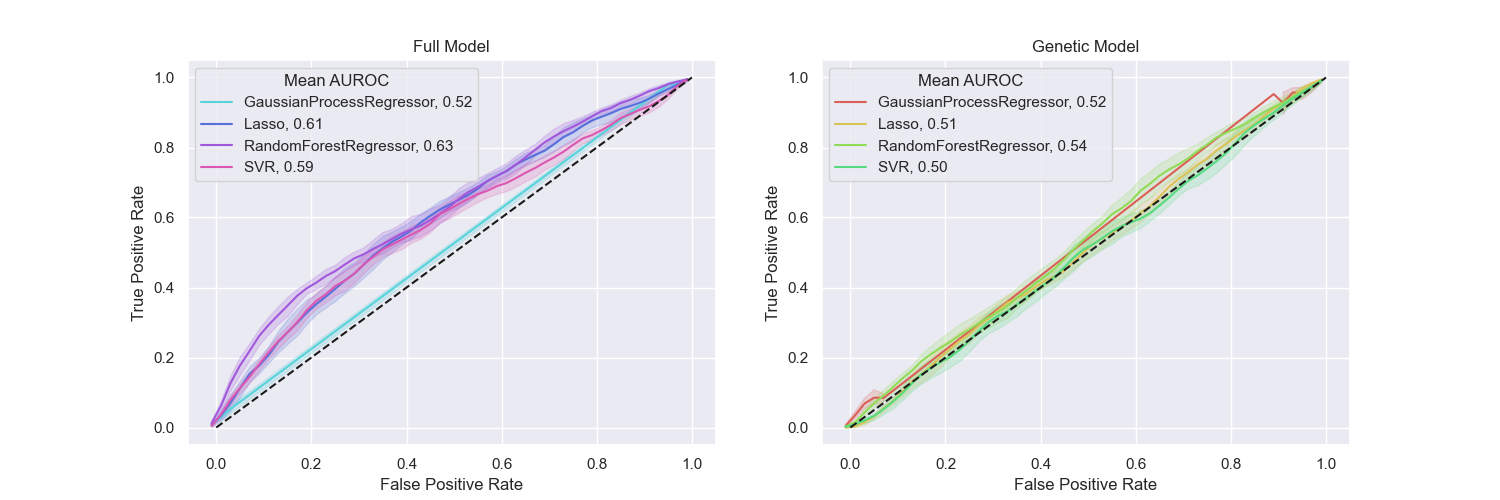 Full Model
Mean AUROC
GaussianProcessRegressor, 0.52
Lasso, 0.61
RandomForestRegressor, 0.63
SVR, 0.59
1.0
0.8
0.6
0.4
0.2
0.0
True Positive Rate
0.0 0.2 0.4 0.6 0.8 1.0
False Positive Rate
Genetic Model
Mean AUROC
GaussianProcessRegressor, 0.52
Lasso, 0.51
RandomForestRegressor, 0.54
SVR, 0.50
1.0
0.8
0.6
0.4
0.2
0.0
True Positive Rate
0.0 0.2 0.4 0.6 0.8 1.0
False Positive Rate